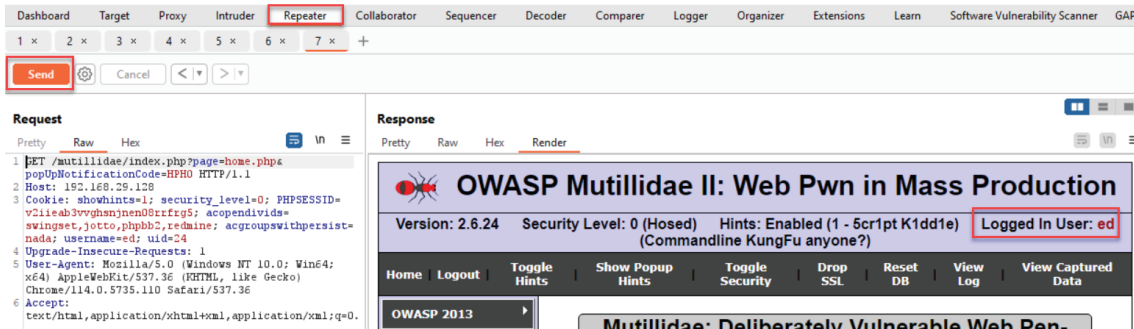 Dashboard Target Proxy Intruder Repeater Collaborator Sequencer Decoder Comparer Logger Organizer Extensions Learn Software Vulnerability Scanner GAP
1 × 2 × 3 × 4 × 5 × 6 × 7 × +
Send Cancel < >
Request
Pretty Raw Hex \n
1 GET /mutillidae/index.php?page=home.php&
popUpNotificationCode=HPH0 HTTP/1.1
2 Host: 192.168.29.128
3 Cookie: showhints=1; security_level=0; PHPSESSID=
v2iieab3vvghsnjnen08rrfrg5; acopendivids=
swingset,jotto,phpbb2,redmine; acgroupswithpersist=
nada; username=ed; uid=24
4 Upgrade-Insecure-Requests: 1
5 User-Agent: Mozilla/5.0 (Windows NT 10.0; Win64;
x64) AppleWebKit/537.36 (KHTML, like Gecko)
Chrome/114.0.5735.110 Safari/537.36
6 Accept:
text/html,application/xhtml+xml,application/xml;q=0.
Response
Pretty Raw Hex Render \n
OWASP Mutillidae II: Web Pwn in Mass Production
Version: 2.6.24 Security Level: 0 (Hosed) Hints: Enabled (1 - 5cr1pt K1dd1e) Logged In User: ed
(Commandline KungFu anyone?)
Home Logout Toggle Hints Show Popup Hints Toggle Security Drop SSL Reset DB View Log View Captured Data
OWASP 2013
Mutillidae: Deliberately Vulnerable Web Pen-